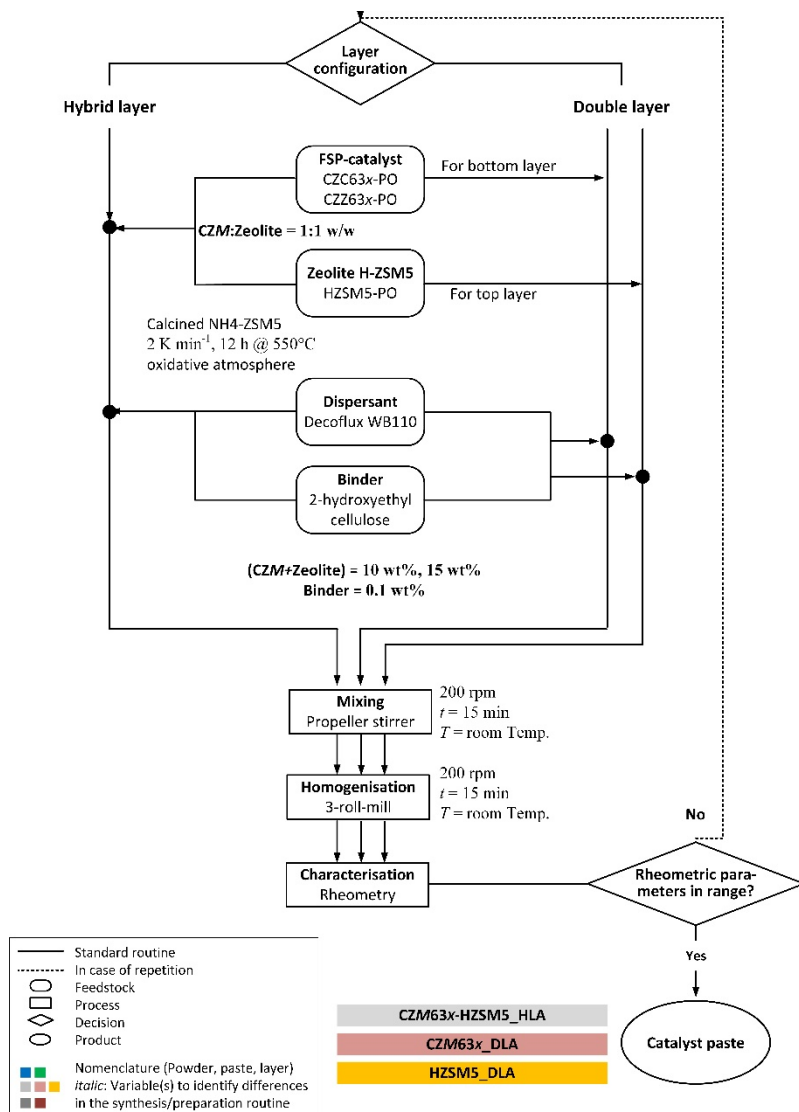 Layer
configuration
Hybrid layer
Double layer
FSP-catalyst
CZC63x-PO
CZZ63x-PO
For bottom layer
CZM:Zeolite = 1:1 w/w
Zeolite H-ZSM5
HZSM5-PO
For top layer
Calcined NH4-ZSM5
2 K min⁻¹, 12 h @ 550°C
oxidative atmosphere
Dispersant
Decoflux WB110
Binder
2-hydroxyethyl
cellulose
(CZM+Zeolite) = 10 wt%, 15 wt%
Binder = 0.1 wt%
Mixing
Propeller stirrer
200 rpm
t = 15 min
T = room Temp.
Homogenisation
3-roll-mill
200 rpm
t = 15 min
T = room Temp.
Characterisation
Rheometry
No
Rheometric para-
meters in range?
Yes
Catalyst paste
Standard routine
In case of repetition
Feedstock
Process
Decision
Product
Nomenclature (Powder, paste, layer)
italic: Variable(s) to identify differences
in the synthesis/preparation routine
CZM63x-HZSM5_HLA
CZM63x_DLA
HZSM5_DLA